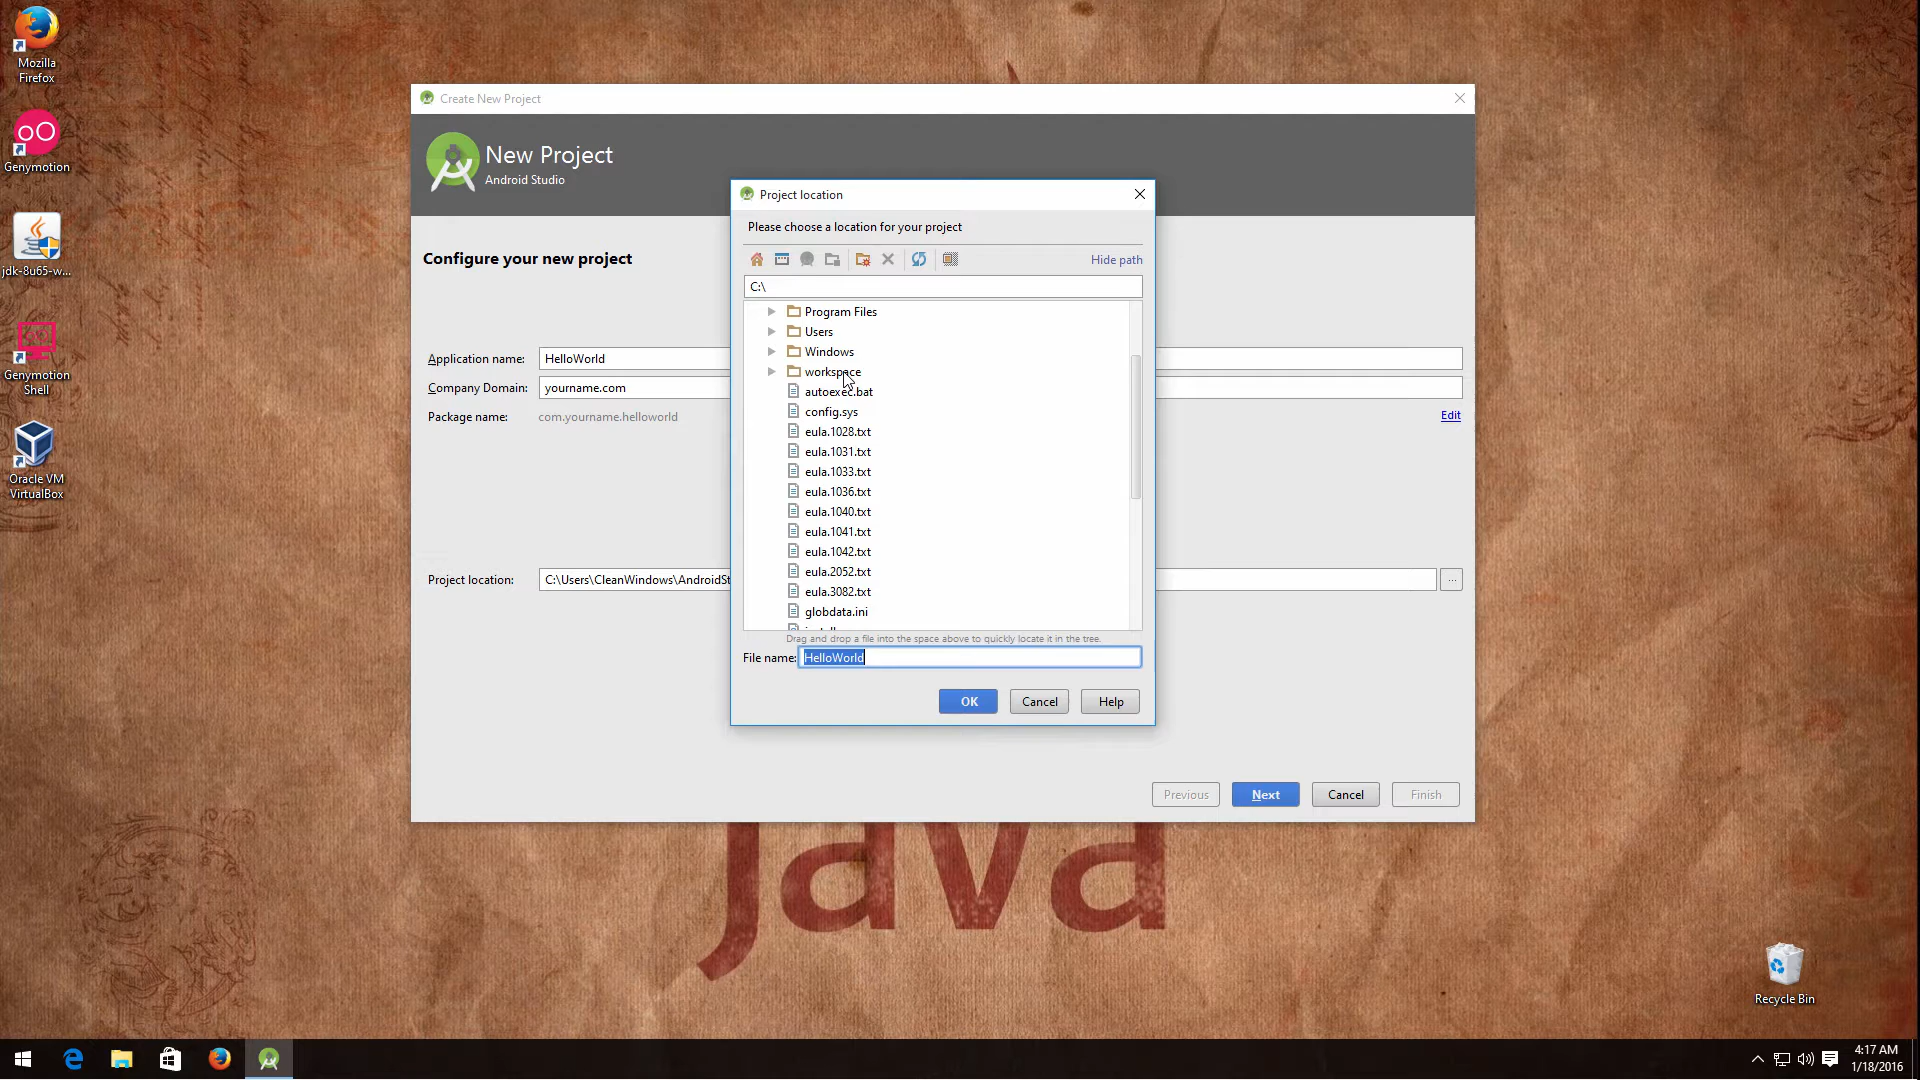 Mozilla
Firefox
Genymotion
jdk-8u65-w...
Genymotion
Shell
Oracle VM
VirtualBox
Create New Project
New Project
Android Studio
Configure your new project
Application name:
HelloWorld
Company Domain:
yourname.com
Package name:
com.yourname.helloworld
Edit
Project location:
C:\Users\CleanWindows\AndroidSt
...
Previous
Next
Cancel
Finish
Project location
Please choose a location for your project
Hide path
C:\
Program Files
Users
Windows
workspace
autoexec.bat
config.sys
eula.1028.txt
eula.1031.txt
eula.1033.txt
eula.1036.txt
eula.1040.txt
eula.1041.txt
eula.1042.txt
eula.2052.txt
eula.3082.txt
globdata.ini
Drag and drop a file into the space above to quickly locate it in the tree.
File name:
HelloWorld
OK
Cancel
Help
Java
Recycle Bin
4:17 AM
1/18/2016